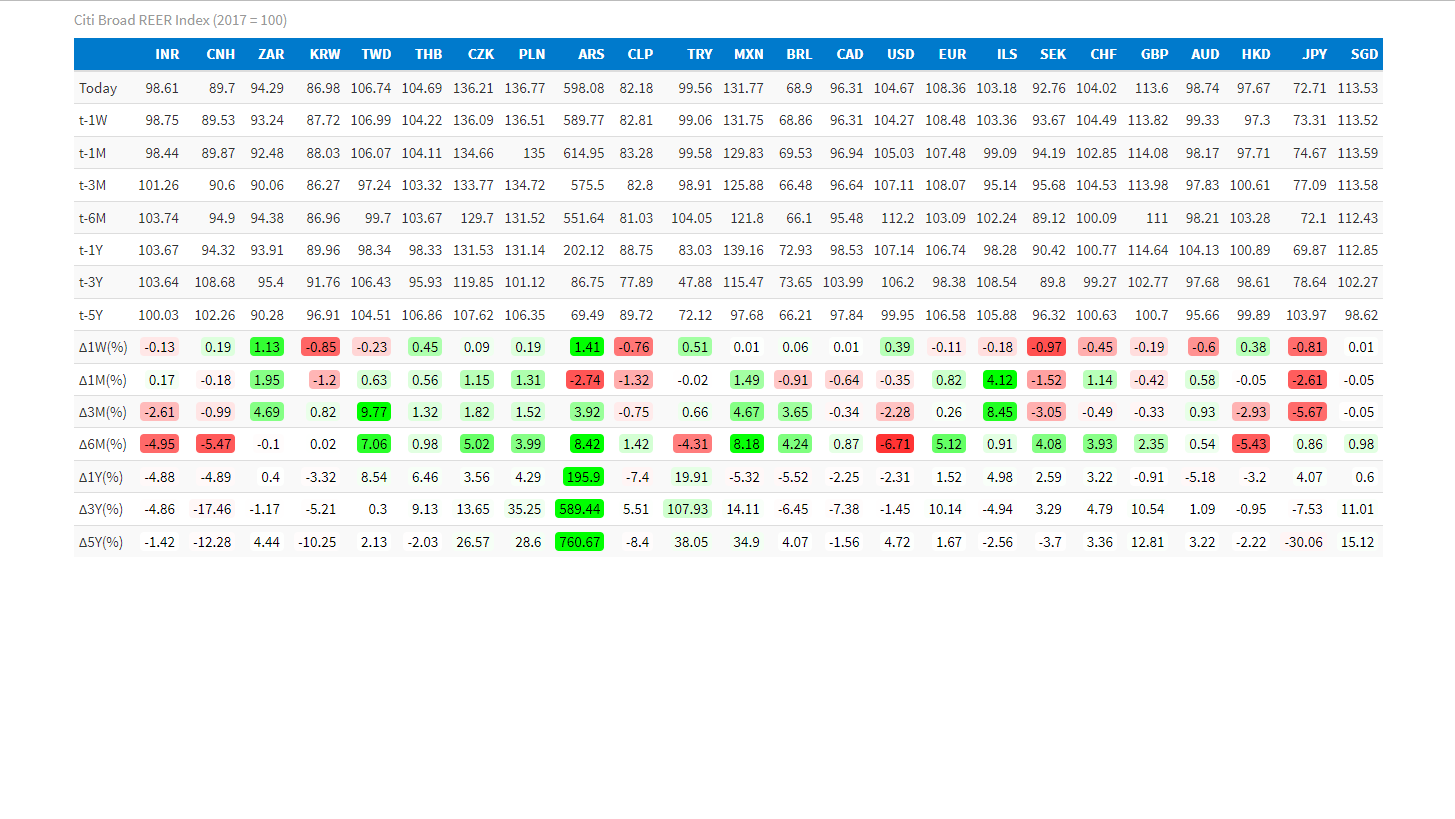 Citi Broad REER Index (2017 = 100)
INR CNH ZAR KRW TWD THB CZK PLN ARS CLP TRY MXN BRL CAD USD EUR ILS SEK CHF GBP AUD HKD JPY SGD
Today 98.61 89.7 94.29 86.98 106.74 104.69 136.21 136.77 598.08 82.18 99.56 131.77 68.9 96.31 104.67 108.36 103.18 92.76 104.02 113.6 98.74 97.67 72.71 113.53
t-1W 98.75 89.53 93.24 87.72 106.99 104.22 136.09 136.51 589.77 82.81 99.06 131.75 68.86 96.31 104.27 108.48 103.36 93.67 104.49 113.82 99.33 97.3 73.31 113.52
t-1M 98.44 89.87 92.48 88.03 106.07 104.11 134.66 135 614.95 83.28 99.58 129.83 69.53 96.94 105.03 107.48 99.09 94.19 102.85 114.08 98.17 97.71 74.67 113.59
t-3M 101.26 90.6 90.06 86.27 97.24 103.32 133.77 134.72 575.5 82.8 98.91 125.88 66.48 96.64 107.11 108.07 95.14 95.68 104.53 113.98 97.83 100.61 77.09 113.58
t-6M 103.74 94.9 94.38 86.96 99.7 103.67 129.7 131.52 551.64 81.03 104.05 121.8 66.1 95.48 112.2 103.09 102.24 89.12 100.09 111 98.21 103.28 72.1 112.43
t-1Y 103.67 94.32 93.91 89.96 98.34 98.33 131.53 131.14 202.12 88.75 83.03 139.16 72.93 98.53 107.14 106.74 98.28 90.42 100.77 114.64 104.13 100.89 69.87 112.85
t-3Y 103.64 108.68 95.4 91.76 106.43 95.93 119.85 101.12 86.75 77.89 47.88 115.47 73.65 103.99 106.2 98.38 108.54 89.8 99.27 102.77 97.68 98.61 78.64 102.27
t-5Y 100.03 102.26 90.28 96.91 104.51 106.86 107.62 106.35 69.49 89.72 72.12 97.68 66.21 97.84 99.95 106.58 105.88 96.32 100.63 100.7 95.66 99.89 103.97 98.62
Δ1W(%) -0.13 0.19 1.13 -0.85 -0.23 0.45 0.09 0.19 1.41 -0.76 0.51 0.01 0.06 0.01 0.39 -0.11 -0.18 -0.97 -0.45 -0.19 -0.6 0.38 -0.81 0.01
Δ1M(%) 0.17 -0.18 1.95 -1.2 0.63 0.56 1.15 1.31 -2.74 -1.32 -0.02 1.49 -0.91 -0.64 -0.35 0.82 4.12 -1.52 1.14 -0.42 0.58 -0.05 -2.61 -0.05
Δ3M(%) -2.61 -0.99 4.69 0.82 9.77 1.32 1.82 1.52 3.92 -0.75 0.66 4.67 3.65 -0.34 -2.28 0.26 8.45 -3.05 -0.49 -0.33 0.93 -2.93 -5.67 -0.05
Δ6M(%) -4.95 -5.47 -0.1 0.02 7.06 0.98 5.02 3.99 8.42 1.42 -4.31 8.18 4.24 0.87 -6.71 5.12 0.91 4.08 3.93 2.35 0.54 -5.43 0.86 0.98
Δ1Y(%) -4.88 -4.89 0.4 -3.32 8.54 6.46 3.56 4.29 195.9 -7.4 19.91 -5.32 -5.52 -2.25 -2.31 1.52 4.98 2.59 3.22 -0.91 -5.18 -3.2 4.07 0.6
Δ3Y(%) -4.86 -17.46 -1.17 -5.21 0.3 9.13 13.65 35.25 589.44 5.51 107.93 14.11 -6.45 -7.38 -1.45 10.14 -4.94 3.29 4.79 10.54 1.09 -0.95 -7.53 11.01
Δ5Y(%) -1.42 -12.28 4.44 -10.25 2.13 -2.03 26.57 28.6 760.67 -8.4 38.05 34.9 4.07 -1.56 4.72 1.67 -2.56 -3.7 3.36 12.81 3.22 -2.22 -30.06 15.12